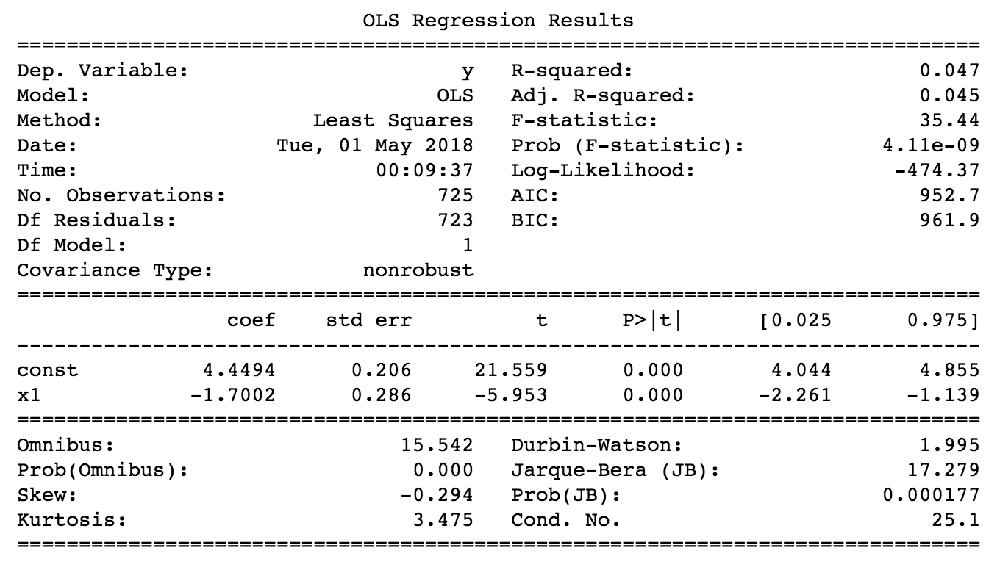 OLS Regression Results
==============================================================================
Dep. Variable:                      y   R-squared:                       0.047
Model:                            OLS   Adj. R-squared:                  0.045
Method:                 Least Squares   F-statistic:                     35.44
Date:                Tue, 01 May 2018   Prob (F-statistic):           4.11e-09
Time:                        00:09:37   Log-Likelihood:                -474.37
No. Observations:                 725   AIC:                             952.7
Df Residuals:                     723   BIC:                             961.9
Df Model:                           1
Covariance Type:            nonrobust
==============================================================================
                 coef    std err          t      P>|t|      [0.025      0.975]
------------------------------------------------------------------------------
const          4.4494      0.206     21.559      0.000       4.044       4.855
x1            -1.7002      0.286     -5.953      0.000      -2.261      -1.139
==============================================================================
Omnibus:                       15.542   Durbin-Watson:                   1.995
Prob(Omnibus):                  0.000   Jarque-Bera (JB):               17.279
Skew:                          -0.294   Prob(JB):                     0.000177
Kurtosis:                       3.475   Cond. No.                         25.1
==============================================================================